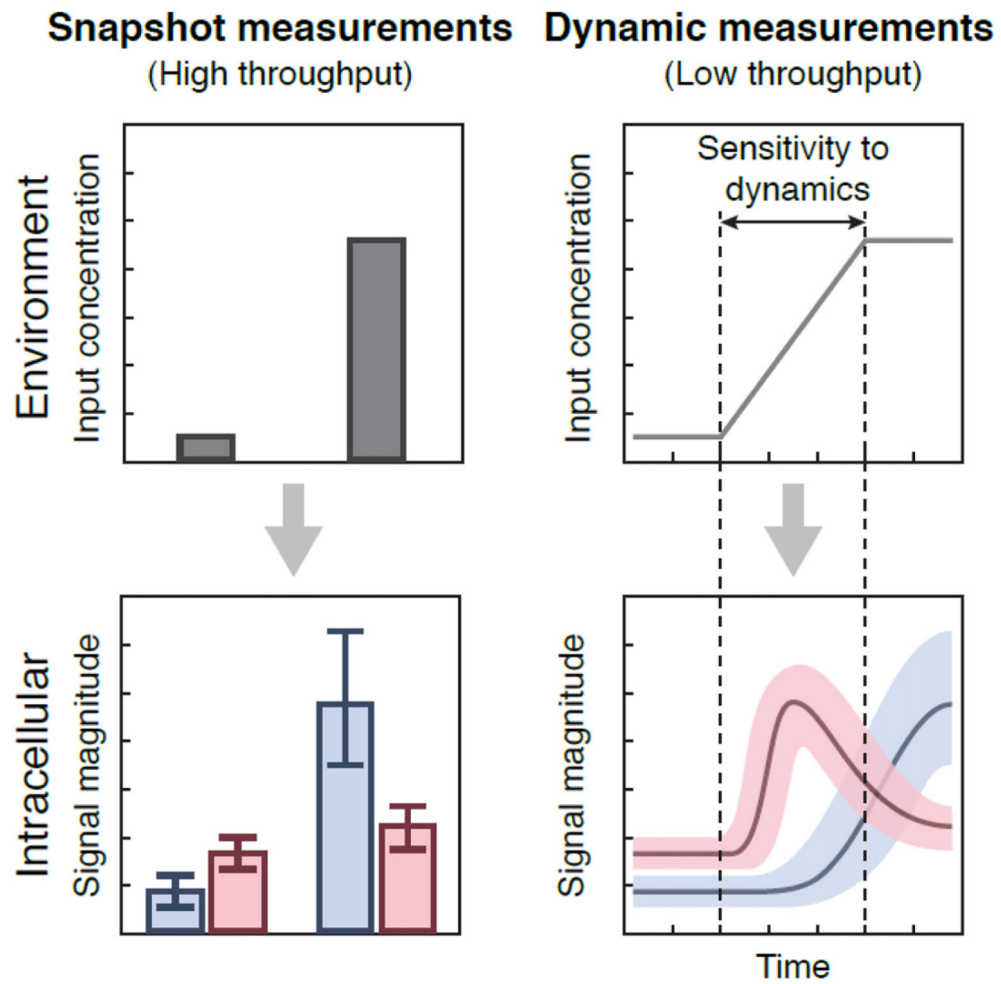 Snapshot measurements
(High throughput)
Dynamic measurements
(Low throughput)
Environment
Input concentration
Input concentration
Sensitivity to
dynamics
Intracellular
Signal magnitude
Signal magnitude
Time